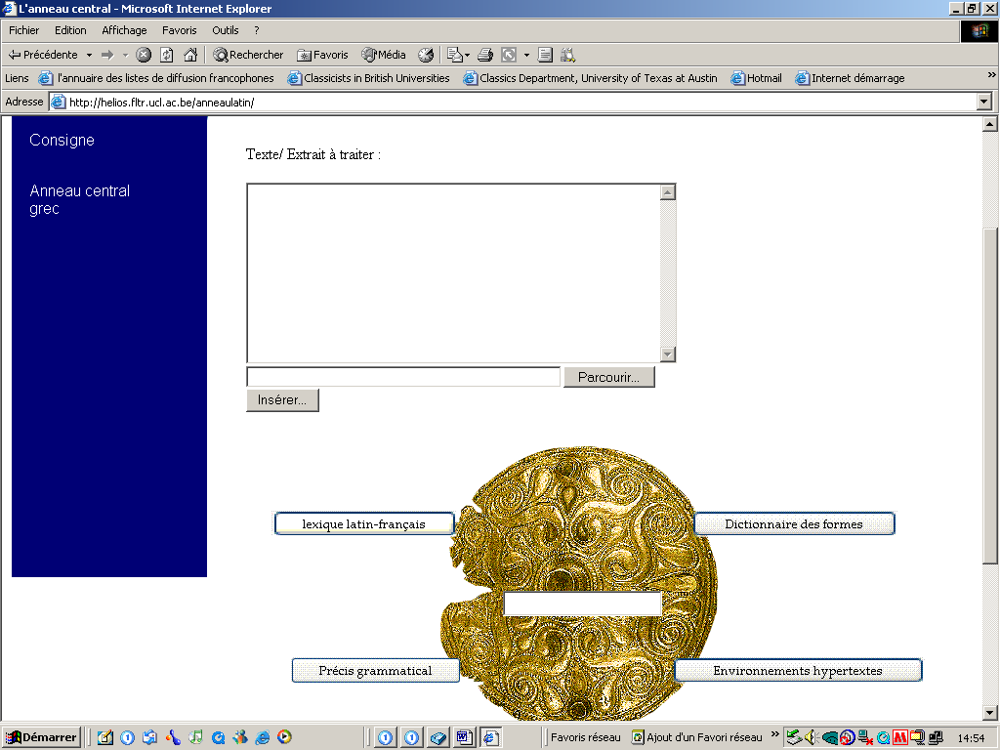 L'anneau central - Microsoft Internet Explorer
Fichier Edition Affichage Favoris Outils ?
Précédente Rechercher Favoris Média
Liens l'annuaire des listes de diffusion francophones Classicists in British Universities Classics Department, University of Texas at Austin Hotmail Internet démarrage »
Adresse http://helios.fltr.ucl.ac.be/anneaulatin/
Consigne
Anneau central
grec
Texte/ Extrait à traiter :
Parcourir...
Insérer...
lexique latin-français Dictionnaire des formes
Précis grammatical Environnements hypertextes
Démarrer Favoris réseau Ajout d'un Favori réseau » 14:54